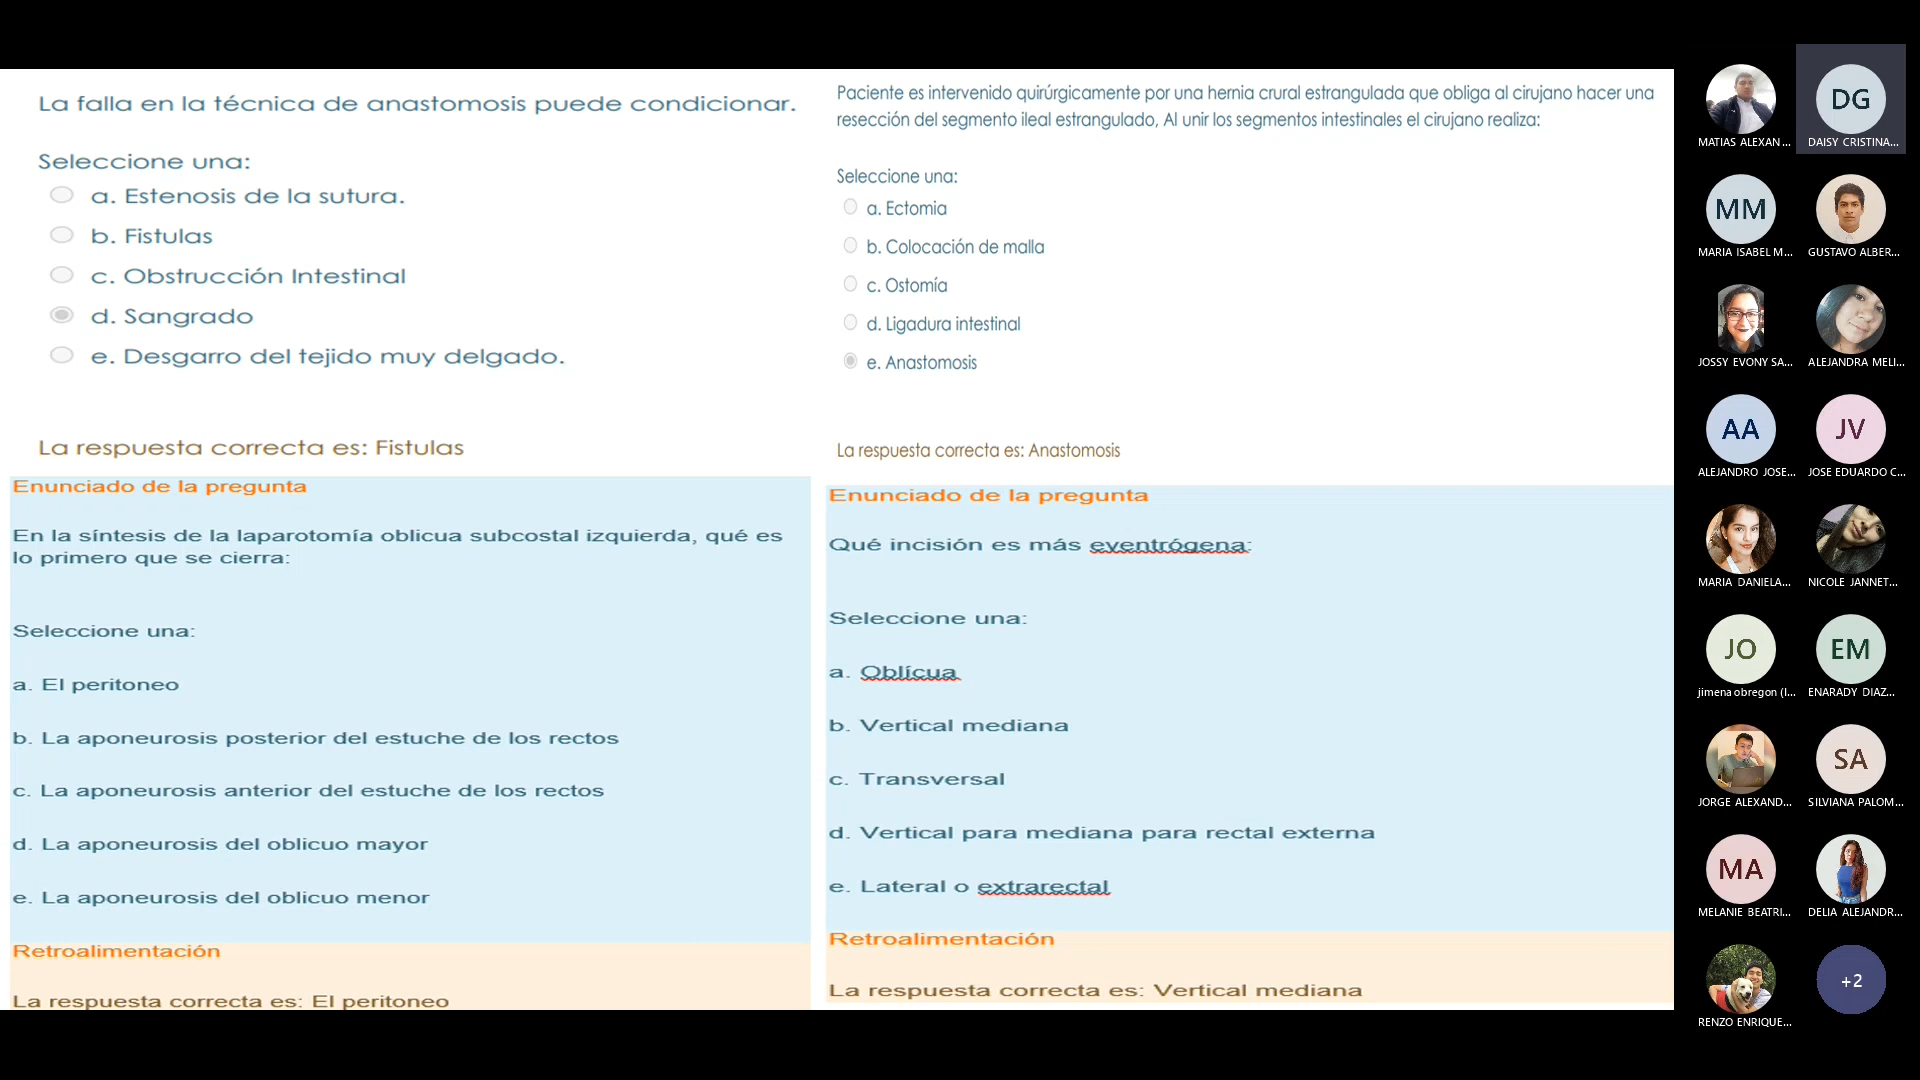 La falla en la técnica de anastomosis puede condicionar.
Seleccione una:
a. Estenosis de la sutura.
b. Fistulas
c. Obstrucción Intestinal
d. Sangrado
e. Desgarro del tejido muy delgado.
La respuesta correcta es: Fistulas
Paciente es intervenido quirúrgicamente por una hernia crural estrangulada que obliga al cirujano hacer una
resección del segmento ileal estrangulado, Al unir los segmentos intestinales el cirujano realiza:
Seleccione una:
a. Ectomia
b. Colocación de malla
c. Ostomía
d. Ligadura intestinal
e. Anastomosis
La respuesta correcta es: Anastomosis
Enunciado de la pregunta
En la síntesis de la laparotomía oblicua subcostal izquierda, qué es
lo primero que se cierra:
Seleccione una:
a. El peritoneo
b. La aponeurosis posterior del estuche de los rectos
c. La aponeurosis anterior del estuche de los rectos
d. La aponeurosis del oblicuo mayor
e. La aponeurosis del oblicuo menor
Retroalimentación
La respuesta correcta es: El peritoneo
Enunciado de la pregunta
Qué incisión es más eventrógena:
Seleccione una:
a. Oblícua
b. Vertical mediana
c. Transversal
d. Vertical para mediana para rectal externa
e. Lateral o extrarectal
Retroalimentación
La respuesta correcta es: Vertical mediana
MATIAS ALEXAN...
DG
DAISY CRISTINA...
MM
MARIA ISABEL M...
GUSTAVO ALBER...
JOSSY EVONY SA...
ALEJANDRA MELI...
AA
ALEJANDRO JOSE...
JV
JOSE EDUARDO C...
MARIA DANIELA...
NICOLE JANNET...
JO
jimena obregon (I...
EM
ENARADY DIAZ...
JORGE ALEXAND...
SA
SILVIANA PALOM...
MA
MELANIE BEATRI...
DELIA ALEJANDR...
RENZO ENRIQUE...
+2